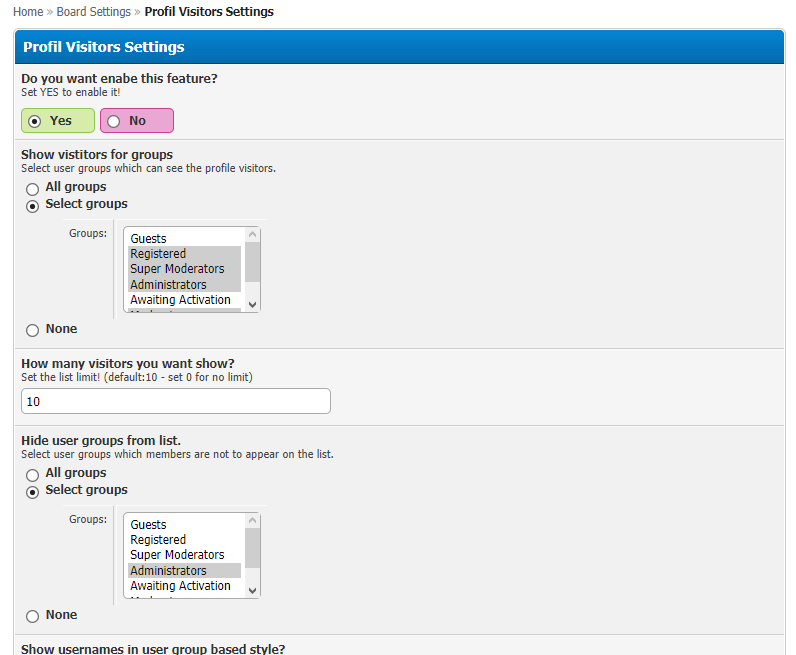 Home » Board Settings » Profil Visitors Settings
Profil Visitors Settings
Do you want enabe this feature?
Set YES to enable it!
Yes No
Show vistitors for groups
Select user groups which can see the profile visitors.
All groups
Select groups
Groups:
Guests
Registered
Super Moderators
Administrators
Awaiting Activation
None
How many visitors you want show?
Set the list limit! (default:10 - set 0 for no limit)
10
Hide user groups from list.
Select user groups which members are not to appear on the list.
All groups
Select groups
Groups:
Guests
Registered
Super Moderators
Administrators
Awaiting Activation
None
Show usernames in user group based style?